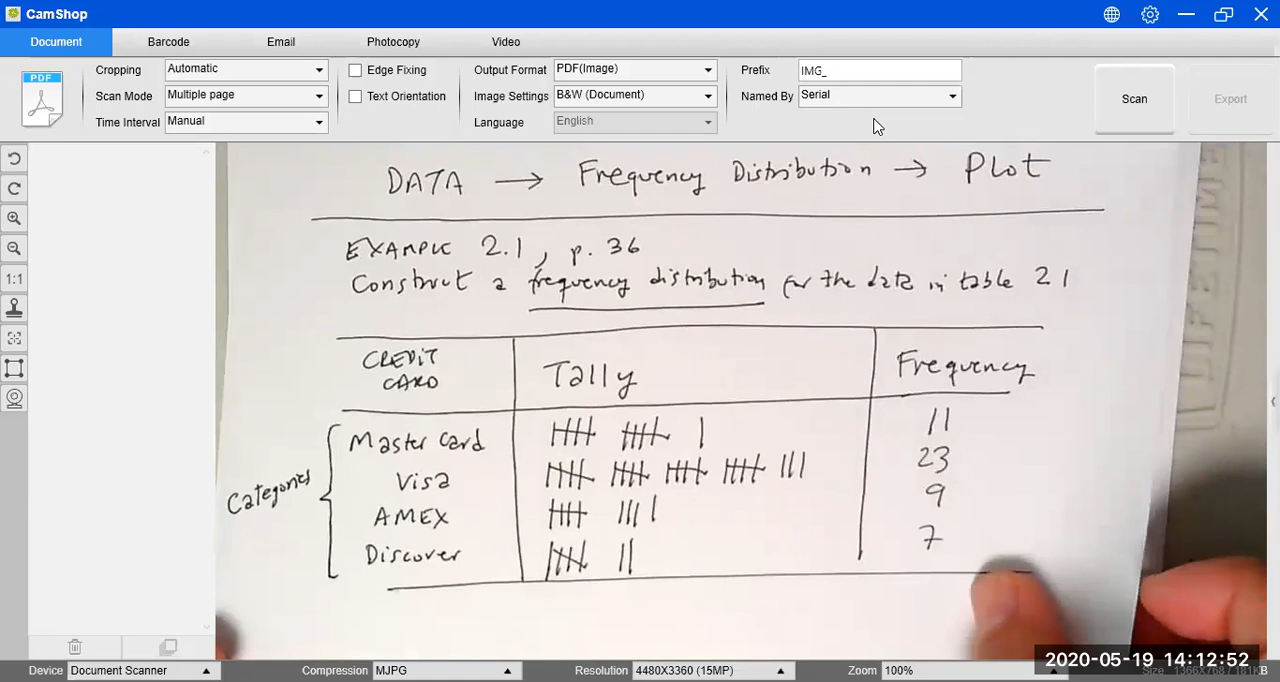 CamShop
Document Barcode Email Photocopy Video
PDF
Cropping Automatic Edge Fixing Output Format PDF(Image) Prefix IMG_
Scan Mode Multiple page Text Orientation Image Settings B&W (Document) Named By Serial
Time Interval Manual Language English
Scan Export
1:1
DATA → Frequency Distribution → Plot
EXAMPLE 2.1, p. 36
Construct a frequency distribution for the data in table 2.1
CREDIT CARD Tally Frequency
Categories
Master Card 11
Visa 23
AMEX 9
Discover 7
LIFETIME
2020-05-19 14:12:52
Device Document Scanner Compression MJPG Resolution 4480X3360 (15MP) Zoom 100%